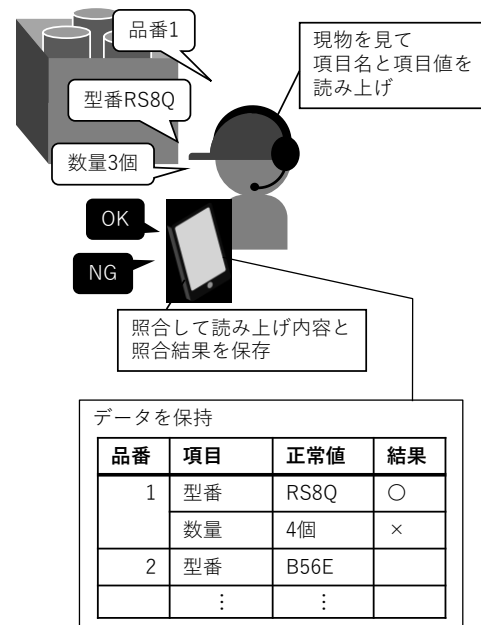 品番1
現物を見て
項目名と項目値を
読み上げ
型番RS8Q
数量3個
OK
NG
照合して読み上げ内容と
照合結果を保存
データを保持
品番 項目 正常値 結果
1 型番 RS8Q 〇
数量 4個 ×
2 型番 B56E
⋮ ⋮